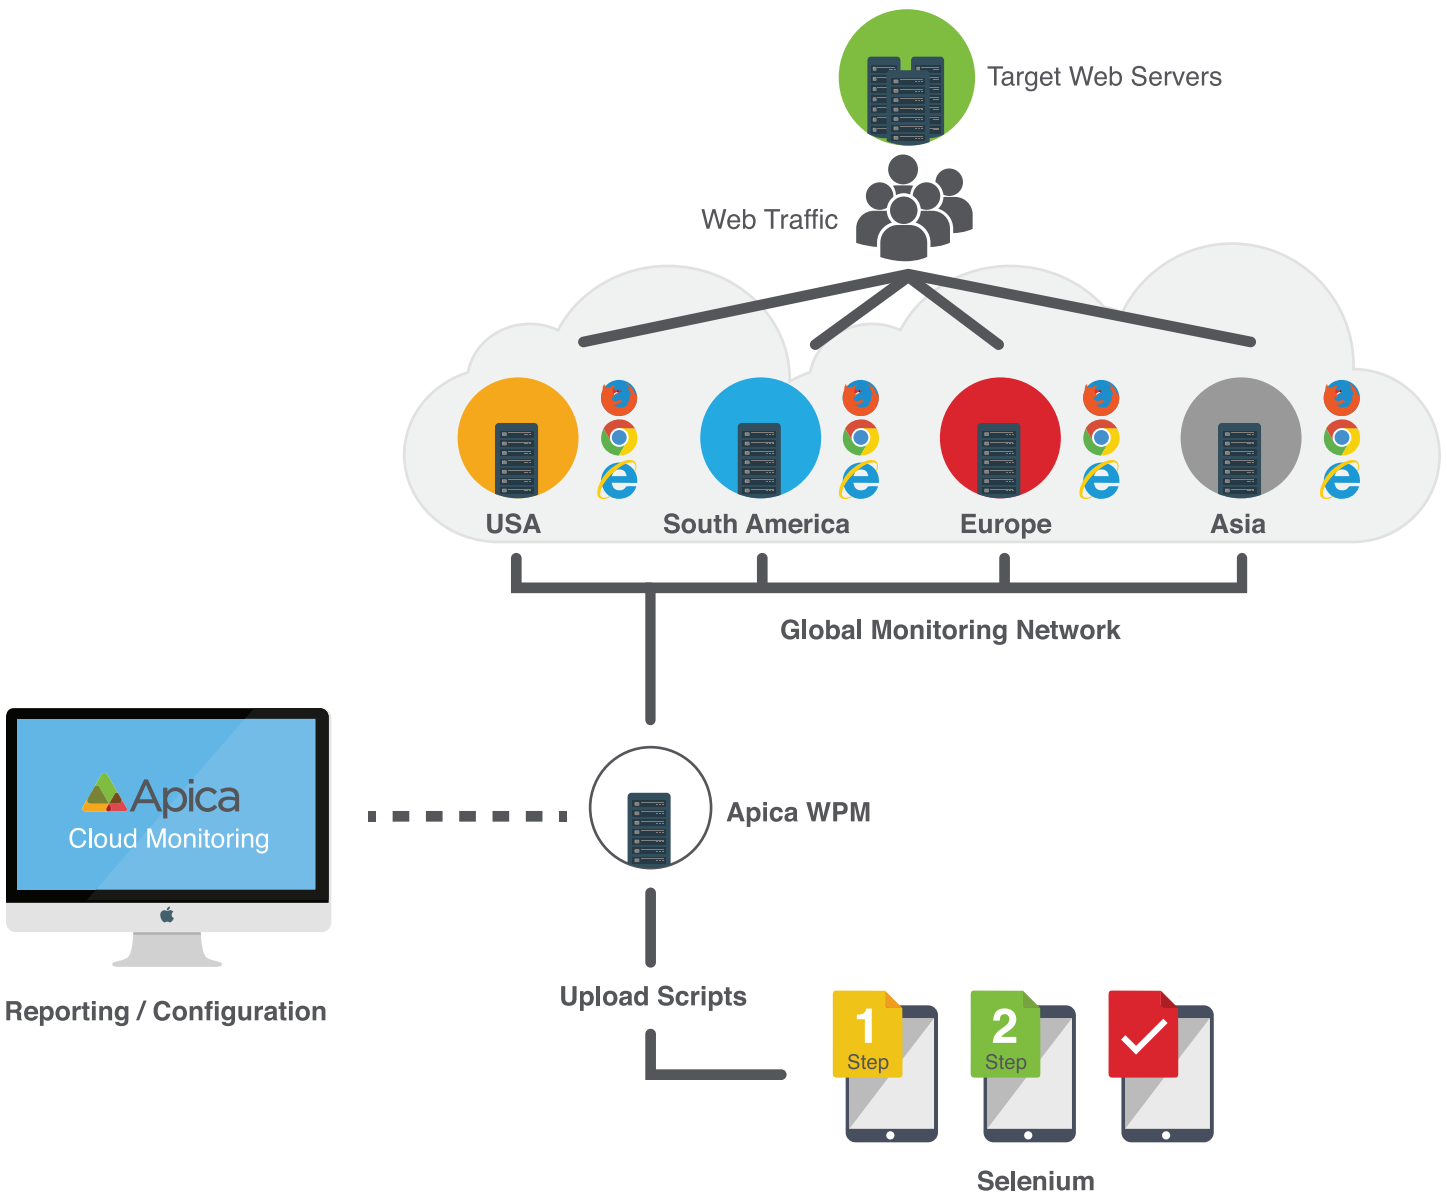 Target Web Servers
Web Traffic
USA
South America
Europe
Asia
Global Monitoring Network
Apica
Cloud Monitoring
Apica WPM
Reporting / Configuration
Upload Scripts
1
Step
2
Step
Selenium